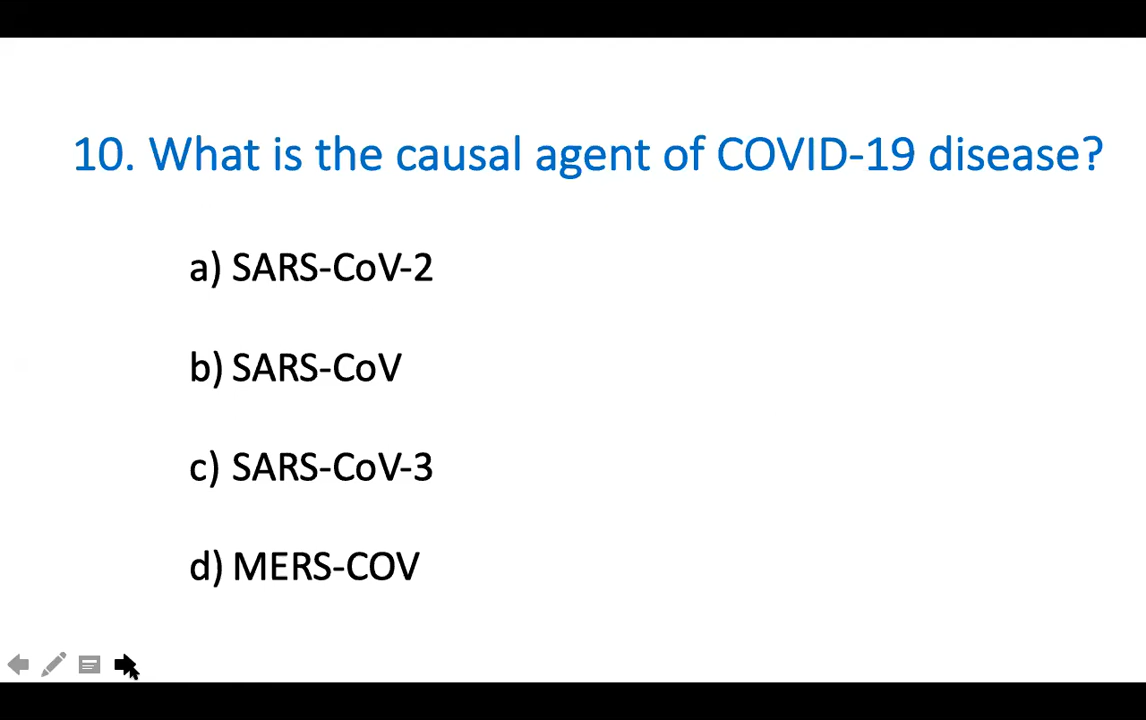 10. What is the causal agent of COVID-19 disease?
a) SARS-CoV-2
b) SARS-CoV
c) SARS-CoV-3
d) MERS-COV